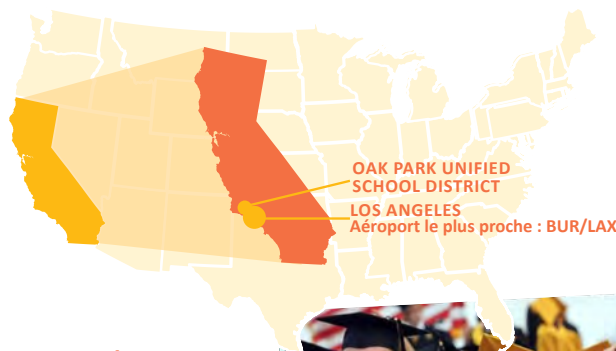 OAK PARK UNIFIED
SCHOOL DISTRICT
LOS ANGELES
Aéroport le plus proche : BUR/LAX